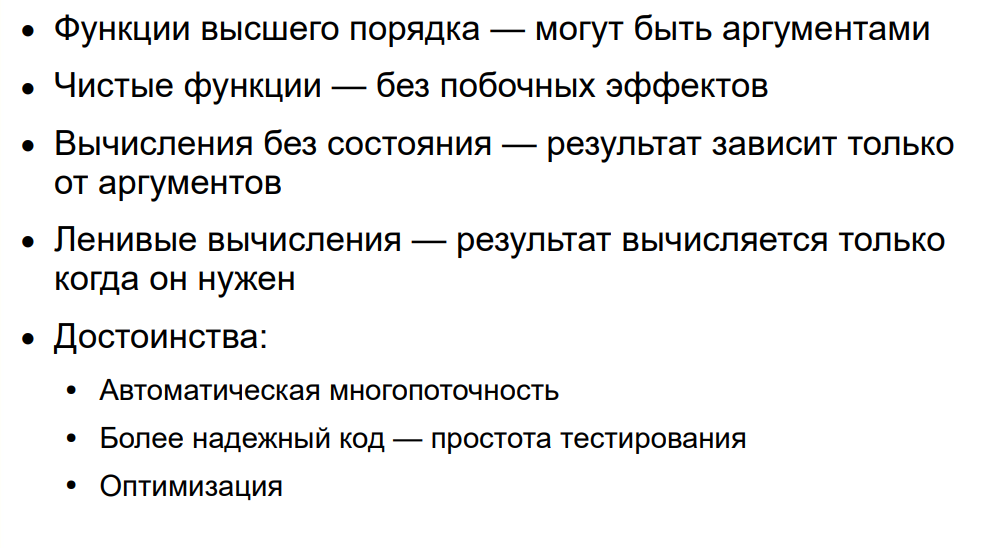 • Функции высшего порядка — могут быть аргументами
• Чистые функции — без побочных эффектов
• Вычисления без состояния — результат зависит только
от аргументов
• Ленивые вычисления — результат вычисляется только
когда он нужен
• Достоинства:
• Автоматическая многопоточность
• Более надежный код — простота тестирования
• Оптимизация